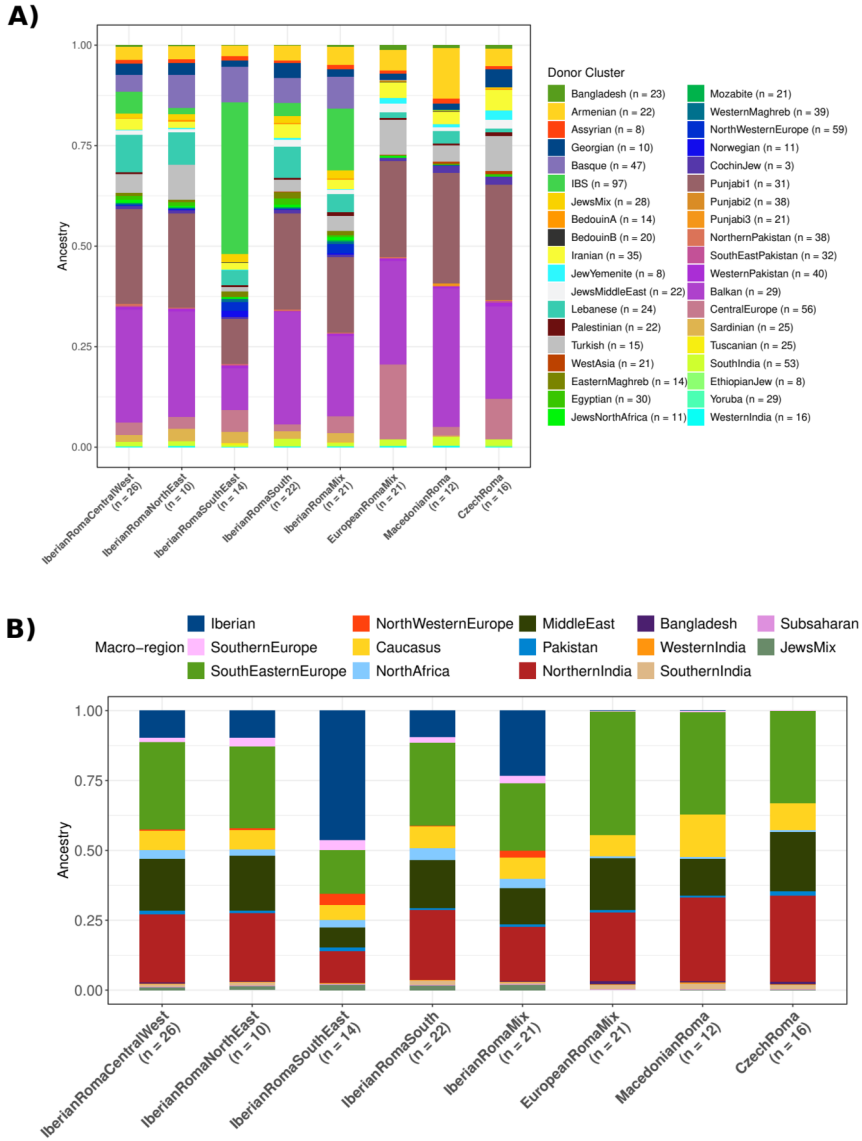 A)
1.00
0.75
0.50
0.25
0.00
Ancestry
IberianRomaCentralWest
(n = 26)
IberianRomaNorthEast
(n = 10)
IberianRomaSouthEast
(n = 14)
IberianRomaSouth
(n = 22)
IberianRomaMix
(n = 21)
EuropeanRomaMix
(n = 21)
MacedonianRoma
(n = 12)
CzechRoma
(n = 16)
Donor Cluster
Bangladesh (n = 23)
Armenian (n = 22)
Assyrian (n = 8)
Georgian (n = 10)
Basque (n = 47)
IBS (n = 97)
JewsMix (n = 28)
BedouinA (n = 14)
BedouinB (n = 20)
Iranian (n = 35)
JewYemenite (n = 8)
JewsMiddleEast (n = 22)
Lebanese (n = 24)
Palestinian (n = 22)
Turkish (n = 15)
WestAsia (n = 21)
EasternMaghreb (n = 14)
Egyptian (n = 30)
JewsNorthAfrica (n = 11)
Mozabite (n = 21)
WesternMaghreb (n = 39)
NorthWesternEurope (n = 59)
Norwegian (n = 11)
CochinJew (n = 3)
Punjabi1 (n = 31)
Punjabi2 (n = 38)
Punjabi3 (n = 21)
NorthernPakistan (n = 38)
SouthEastPakistan (n = 32)
WesternPakistan (n = 40)
Balkan (n = 29)
CentralEurope (n = 56)
Sardinian (n = 25)
Tuscanian (n = 25)
SouthIndia (n = 53)
EthiopianJew (n = 8)
Yoruba (n = 29)
WesternIndia (n = 16)
B)
Macro-region
Iberian
SouthernEurope
SouthEasternEurope
NorthWesternEurope
Caucasus
NorthAfrica
MiddleEast
Pakistan
NorthernIndia
Bangladesh
WesternIndia
SouthernIndia
Subsaharan
JewsMix
1.00
0.75
0.50
0.25
0.00
Ancestry
IberianRomaCentralWest
(n = 26)
IberianRomaNorthEast
(n = 10)
IberianRomaSouthEast
(n = 14)
IberianRomaSouth
(n = 22)
IberianRomaMix
(n = 21)
EuropeanRomaMix
(n = 21)
MacedonianRoma
(n = 12)
CzechRoma
(n = 16)